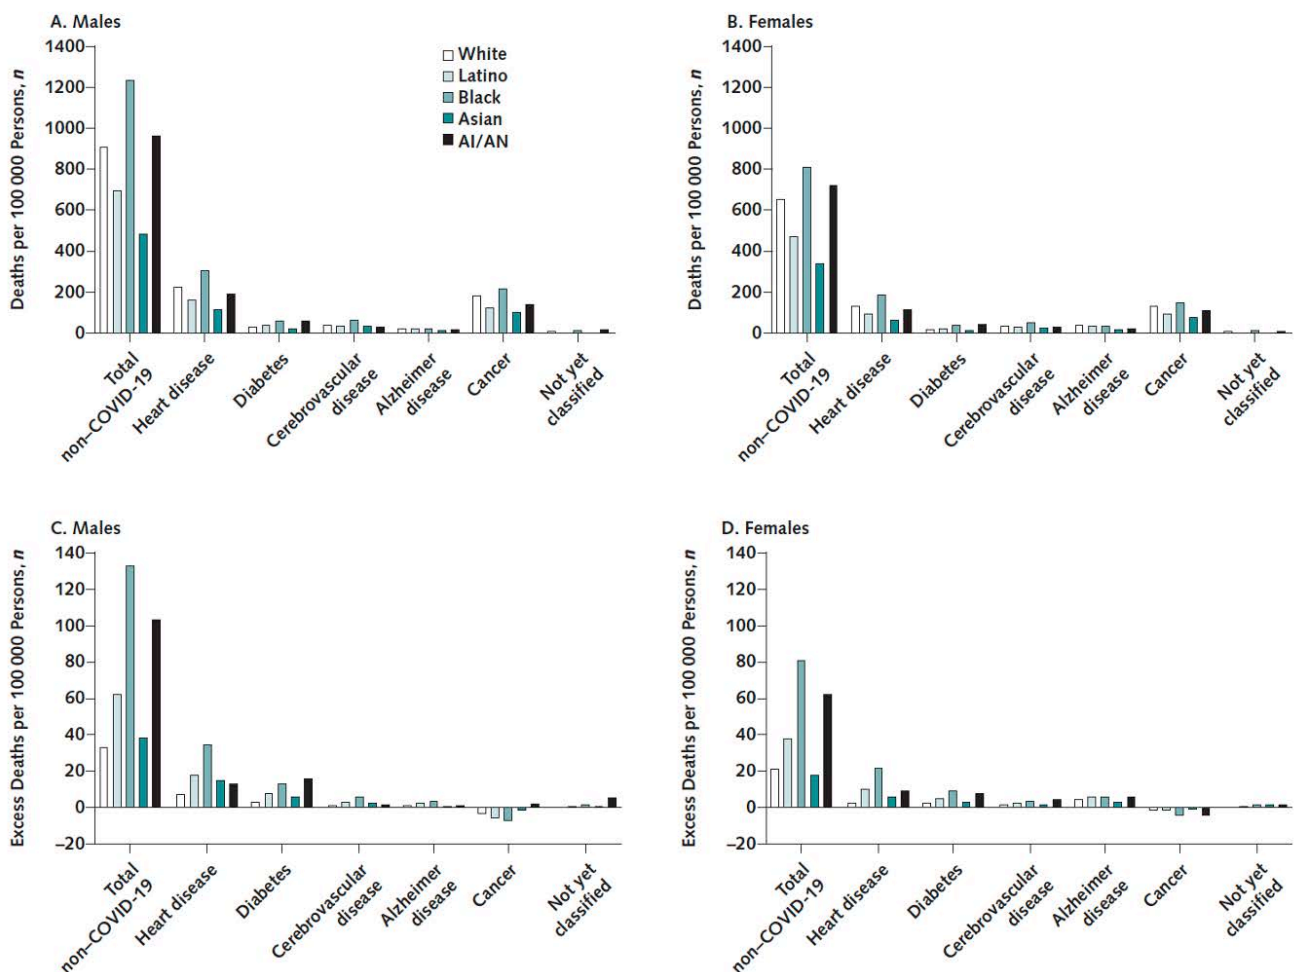 A. Males
Deaths per 100 000 Persons, n
1400
1200
1000
800
600
400
200
0
White
Latino
Black
Asian
AI/AN
Total
non–COVID-19
Heart disease
Diabetes
Cerebrovascular
disease
Alzheimer
disease
Cancer
Not yet
classified
B. Females
Deaths per 100 000 Persons, n
1400
1200
1000
800
600
400
200
0
Total
non–COVID-19
Heart disease
Diabetes
Cerebrovascular
disease
Alzheimer
disease
Cancer
Not yet
classified
C. Males
Excess Deaths per 100 000 Persons, n
140
120
100
80
60
40
20
0
–20
Total
non–COVID-19
Heart disease
Diabetes
Cerebrovascular
disease
Alzheimer
disease
Cancer
Not yet
classified
D. Females
Excess Deaths per 100 000 Persons, n
140
120
100
80
60
40
20
0
–20
Total
non–COVID-19
Heart disease
Diabetes
Cerebrovascular
disease
Alzheimer
disease
Cancer
Not yet
classified